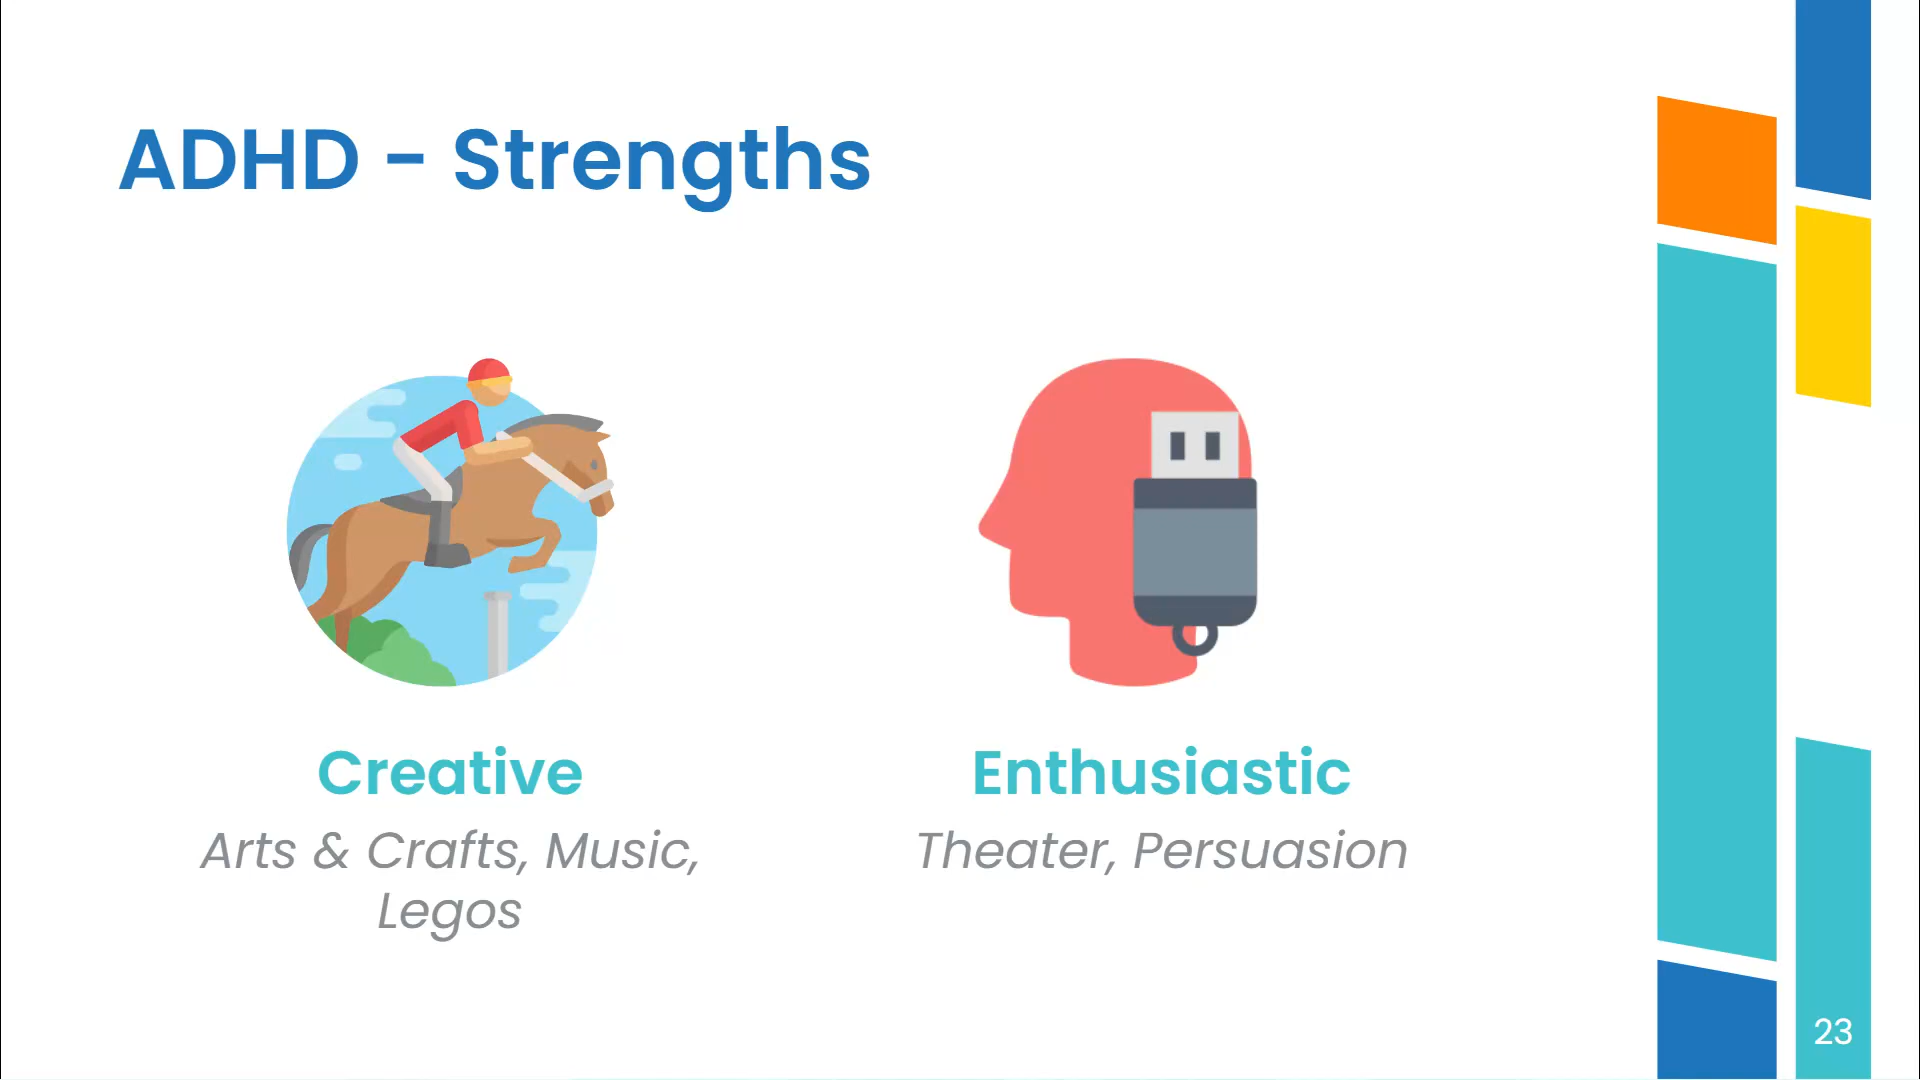 ADHD - Strengths
Creative
Arts & Crafts, Music,
Legos
Enthusiastic
Theater, Persuasion
23